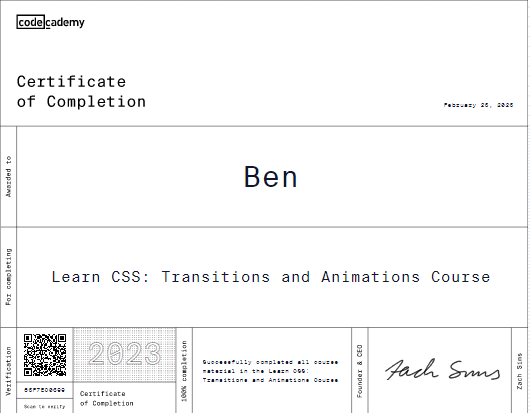 codecademy
Certificate
of Completion
February 26, 2025
Awarded to
Ben
For completing
Learn CSS: Transitions and Animations Course
Verification
Scan to verify
2023
Certificate
of Completion
100% completion
Successfully completed all course
material in the Learn CSS:
Transitions and Animations Course
Founder & CEO
Zach Sims
Zach Sims